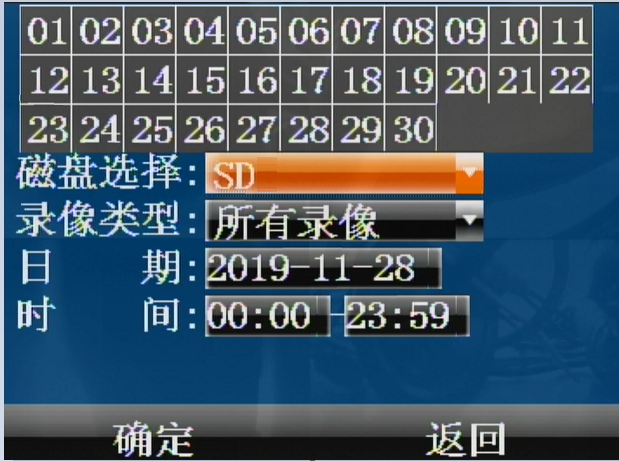 01 02 03 04 05 06 07 08 09 10 11
12 13 14 15 16 17 18 19 20 21 22
23 24 25 26 27 28 29 30
磁盘选择: SD
录像类型: 所有录像
日 期: 2019-11-28
时 间: 00:00-23:59
确定 返回